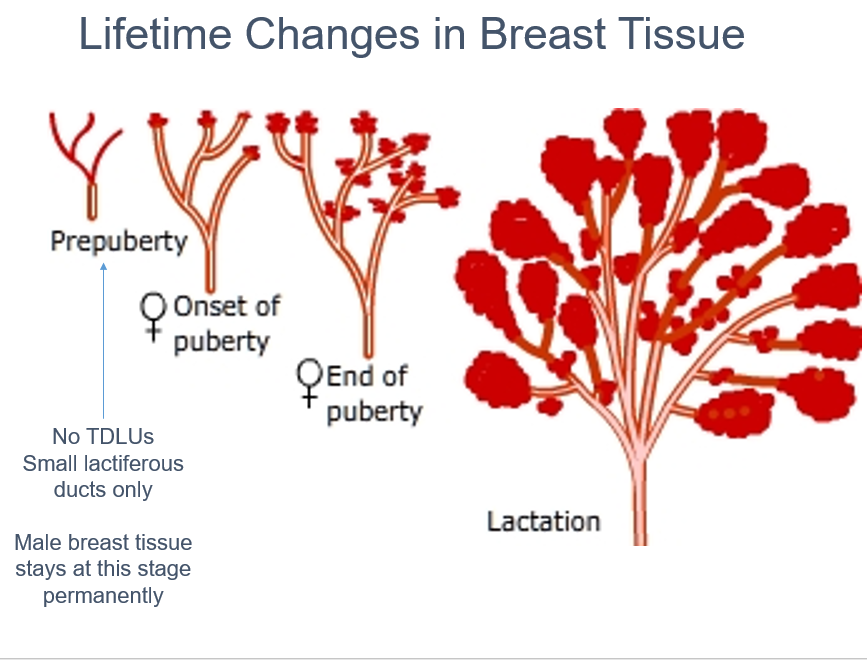 Lifetime Changes in Breast Tissue
Prepuberty
♀ Onset of
puberty
♀ End of
puberty
Lactation
No TDLUs
Small lactiferous
ducts only
Male breast tissue
stays at this stage
permanently